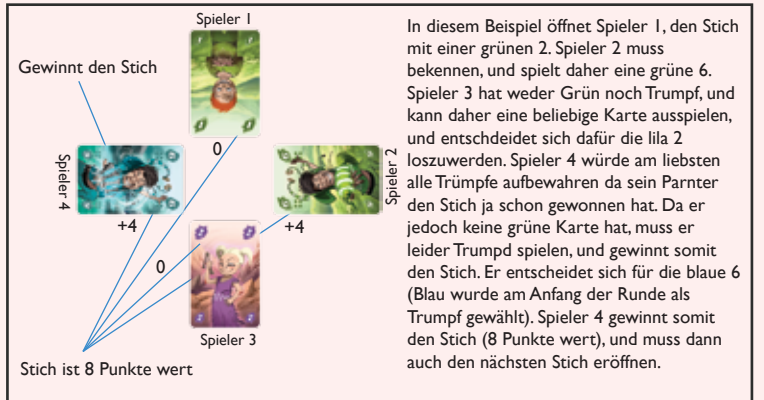 Spieler 1
Gewinnt den Stich
0
Spieler 4
Spieler 2
+4
+4
0
Spieler 3
Stich ist 8 Punkte wert
In diesem Beispiel öffnet Spieler 1, den Stich
mit einer grünen 2. Spieler 2 muss
bekennen, und spielt daher eine grüne 6.
Spieler 3 hat weder Grün noch Trumpf, und
kann daher eine beliebige Karte ausspielen,
und entschdeidet sich dafür die lila 2
loszuwerden. Spieler 4 würde am liebsten
alle Trümpfe aufbewahren da sein Parnter
den Stich ja schon gewonnen hat. Da er
jedoch keine grüne Karte hat, muss er
leider Trumpd spielen, und gewinnt somit
den Stich. Er entscheidet sich für die blaue 6
(Blau wurde am Anfang der Runde als
Trumpf gewählt). Spieler 4 gewinnt somit
den Stich (8 Punkte wert), und muss dann
auch den nächsten Stich eröffnen.